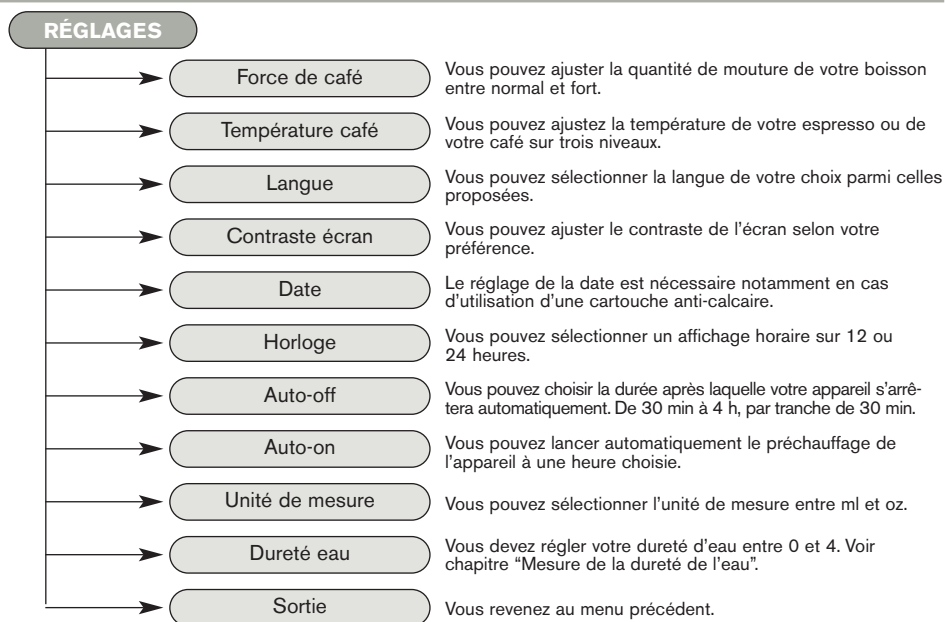 RÉGLAGES
Force de café
Vous pouvez ajuster la quantité de mouture de votre boisson
entre normal et fort.
Température café
Vous pouvez ajustez la température de votre espresso ou de
votre café sur trois niveaux.
Langue
Vous pouvez sélectionner la langue de votre choix parmi celles
proposées.
Contraste écran
Vous pouvez ajuster le contraste de l'écran selon votre
préférence.
Date
Le réglage de la date est nécessaire notamment en cas
d'utilisation d'une cartouche anti-calcaire.
Horloge
Vous pouvez sélectionner un affichage horaire sur 12 ou
24 heures.
Auto-off
Vous pouvez choisir la durée après laquelle votre appareil s'arrê-
tera automatiquement. De 30 min à 4 h, par tranche de 30 min.
Auto-on
Vous pouvez lancer automatiquement le préchauffage de
l'appareil à une heure choisie.
Unité de mesure
Vous pouvez sélectionner l'unité de mesure entre ml et oz.
Dureté eau
Vous devez régler votre dureté d'eau entre 0 et 4. Voir
chapitre “Mesure de la dureté de l'eau”.
Sortie
Vous revenez au menu précédent.